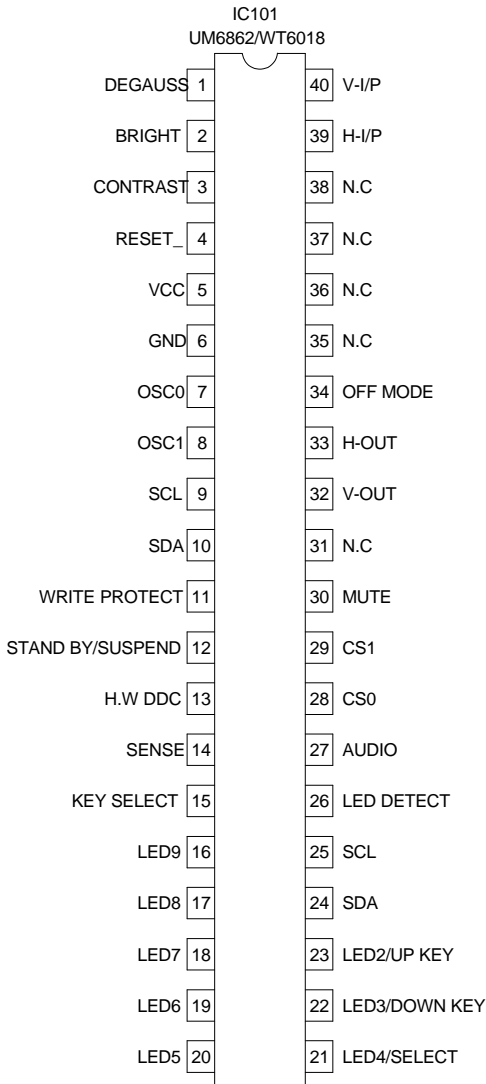 IC101
UM6862/WT6018
DEGAUSS 1 40 V-I/P
BRIGHT 2 39 H-I/P
CONTRAST 3 38 N.C
RESET_ 4 37 N.C
VCC 5 36 N.C
GND 6 35 N.C
OSC0 7 34 OFF MODE
OSC1 8 33 H-OUT
SCL 9 32 V-OUT
SDA 10 31 N.C
WRITE PROTECT 11 30 MUTE
STAND BY/SUSPEND 12 29 CS1
H.W DDC 13 28 CS0
SENSE 14 27 AUDIO
KEY SELECT 15 26 LED DETECT
LED9 16 25 SCL
LED8 17 24 SDA
LED7 18 23 LED2/UP KEY
LED6 19 22 LED3/DOWN KEY
LED5 20 21 LED4/SELECT